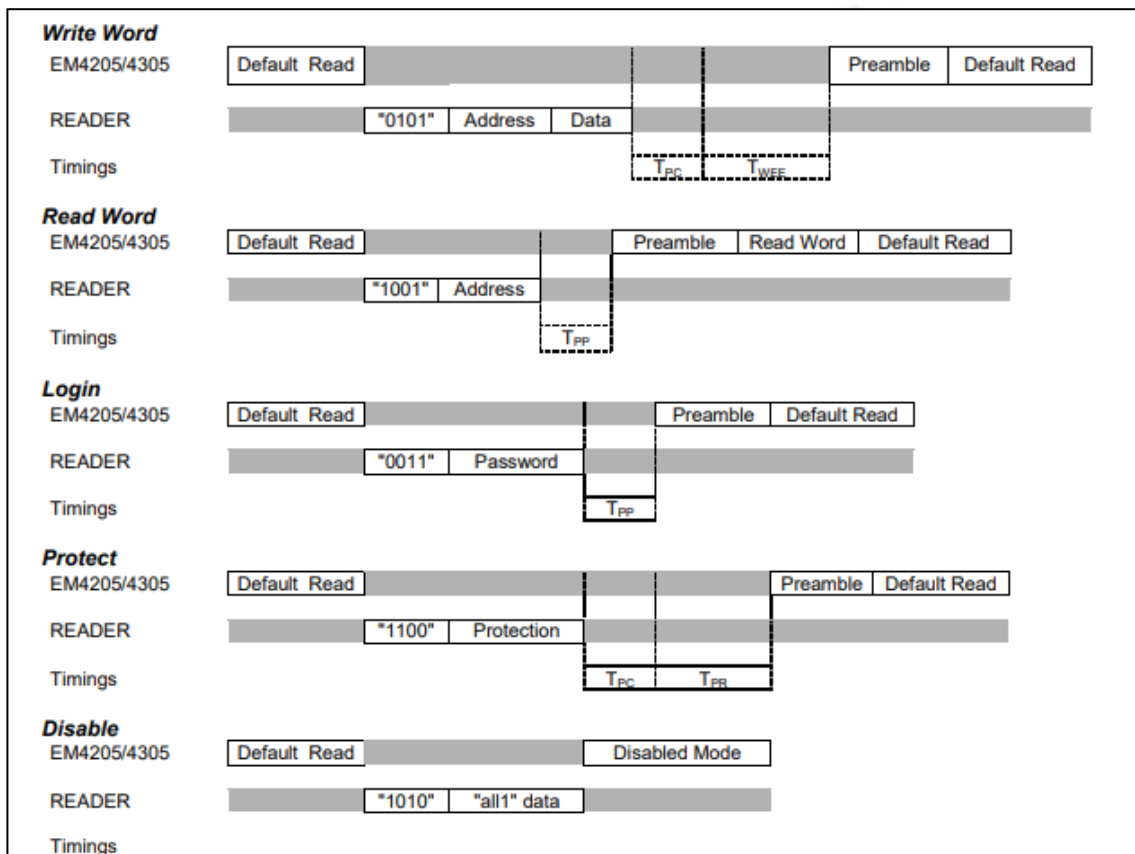 Write Word
EM4205/4305 Default Read Preamble Default Read
READER "0101" Address Data
Timings TPC TWEE
Read Word
EM4205/4305 Default Read Preamble Read Word Default Read
READER "1001" Address
Timings TPP
Login
EM4205/4305 Default Read Preamble Default Read
READER "0011" Password
Timings TPP
Protect
EM4205/4305 Default Read Preamble Default Read
READER "1100" Protection
Timings TPC TPR
Disable
EM4205/4305 Default Read Disabled Mode
READER "1010" "all1" data
Timings